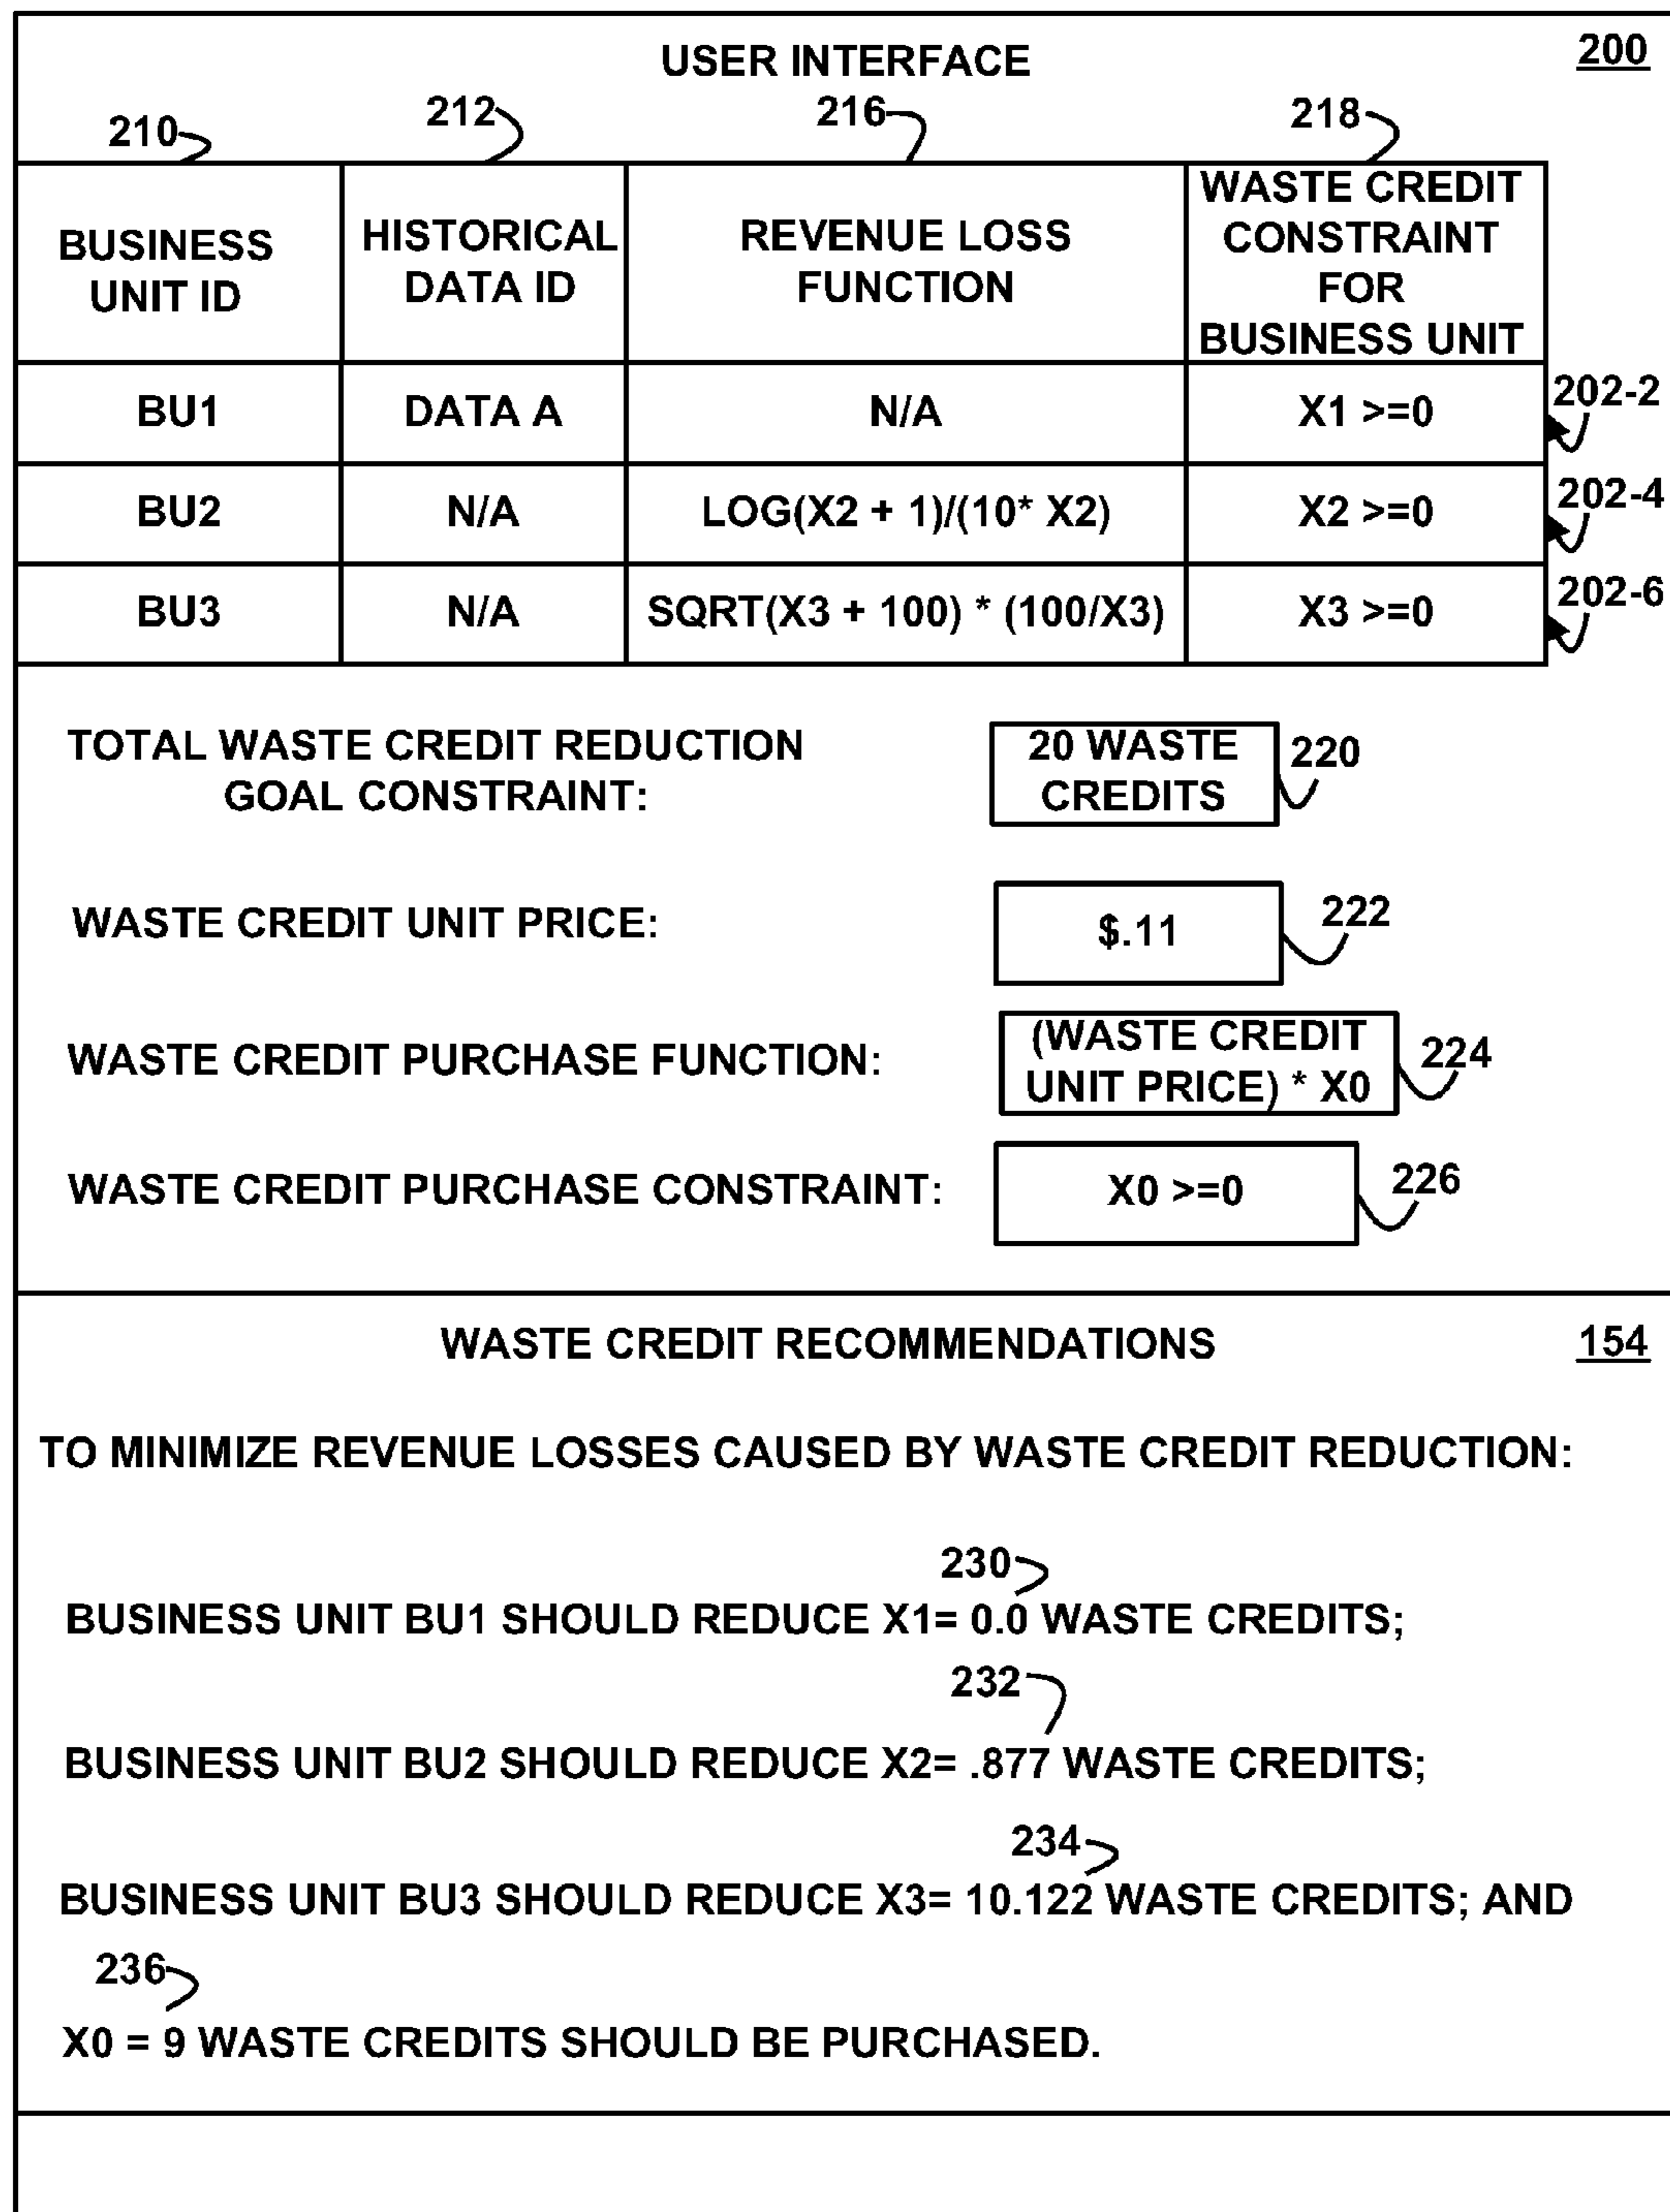 USER INTERFACE
200
210
212
216
218
BUSINESS
UNIT ID
HISTORICAL
DATA ID
REVENUE LOSS
FUNCTION
WASTE CREDIT
CONSTRAINT
FOR
BUSINESS UNIT
BU1
DATA A
N/A
X1 >=0
202-2
BU2
N/A
LOG(X2 + 1)/(10* X2)
X2 >=0
202-4
BU3
N/A
SQRT(X3 + 100) * (100/X3)
X3 >=0
202-6
TOTAL WASTE CREDIT REDUCTION
GOAL CONSTRAINT:
20 WASTE
CREDITS
220
WASTE CREDIT UNIT PRICE:
$.11
222
WASTE CREDIT PURCHASE FUNCTION:
(WASTE CREDIT
UNIT PRICE) * X0
224
WASTE CREDIT PURCHASE CONSTRAINT:
X0 >=0
226
WASTE CREDIT RECOMMENDATIONS
154
TO MINIMIZE REVENUE LOSSES CAUSED BY WASTE CREDIT REDUCTION:
230
BUSINESS UNIT BU1 SHOULD REDUCE X1= 0.0 WASTE CREDITS;
232
BUSINESS UNIT BU2 SHOULD REDUCE X2= .877 WASTE CREDITS;
234
BUSINESS UNIT BU3 SHOULD REDUCE X3= 10.122 WASTE CREDITS; AND
236
X0 = 9 WASTE CREDITS SHOULD BE PURCHASED.